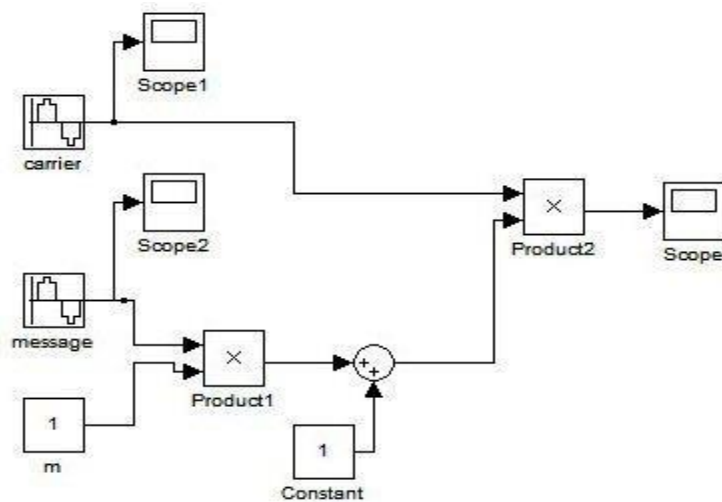 Scope1
carrier
Scope2
×
Product2
Scope
message
×
Product1
++
1
m
1
Constant